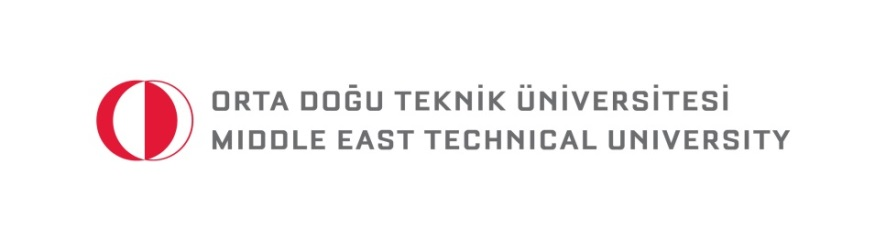 ORTA DOĞU TEKNİK ÜNİVERSİTESİ
MIDDLE EAST TECHNICAL UNIVERSITY